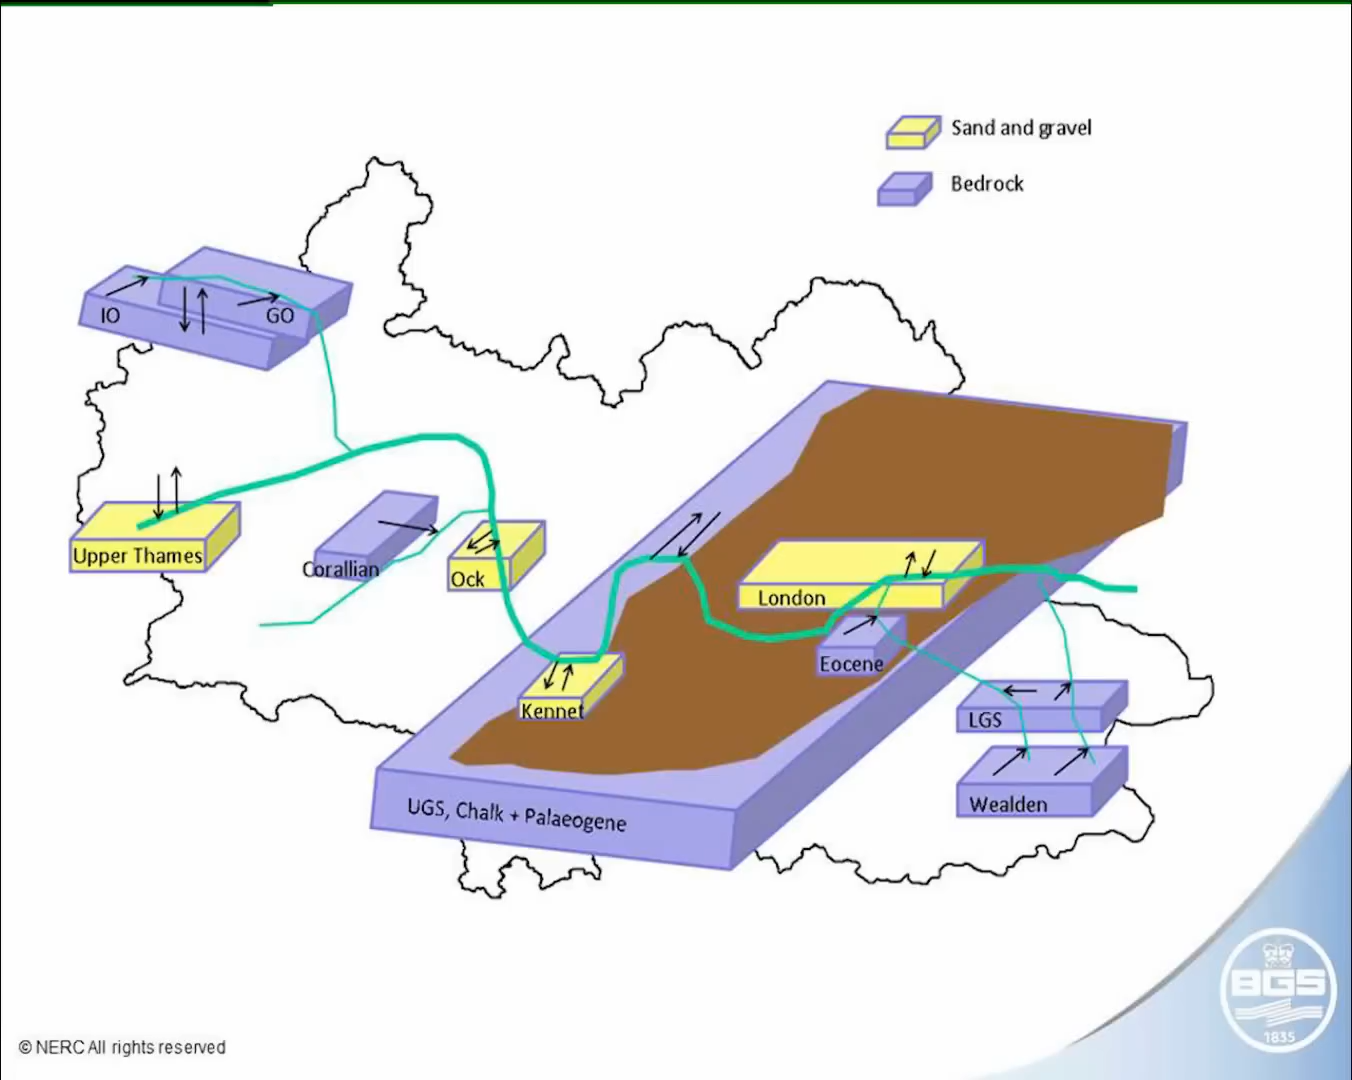 Sand and gravel
Bedrock
IO
GO
Upper Thames
Corallian
Ock
London
Eocene
Kennet
LGS
Wealden
UGS, Chalk + Palaeogene
BGS
1835
© NERC All rights reserved